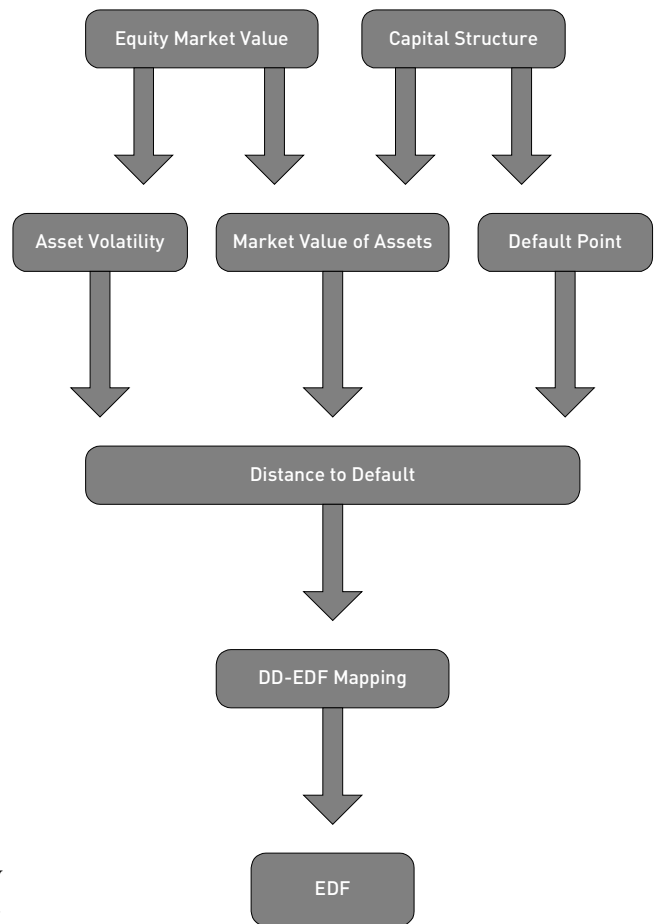 Equity Market Value
Capital Structure
Asset Volatility
Market Value of Assets
Default Point
Distance to Default
DD-EDF Mapping
EDF